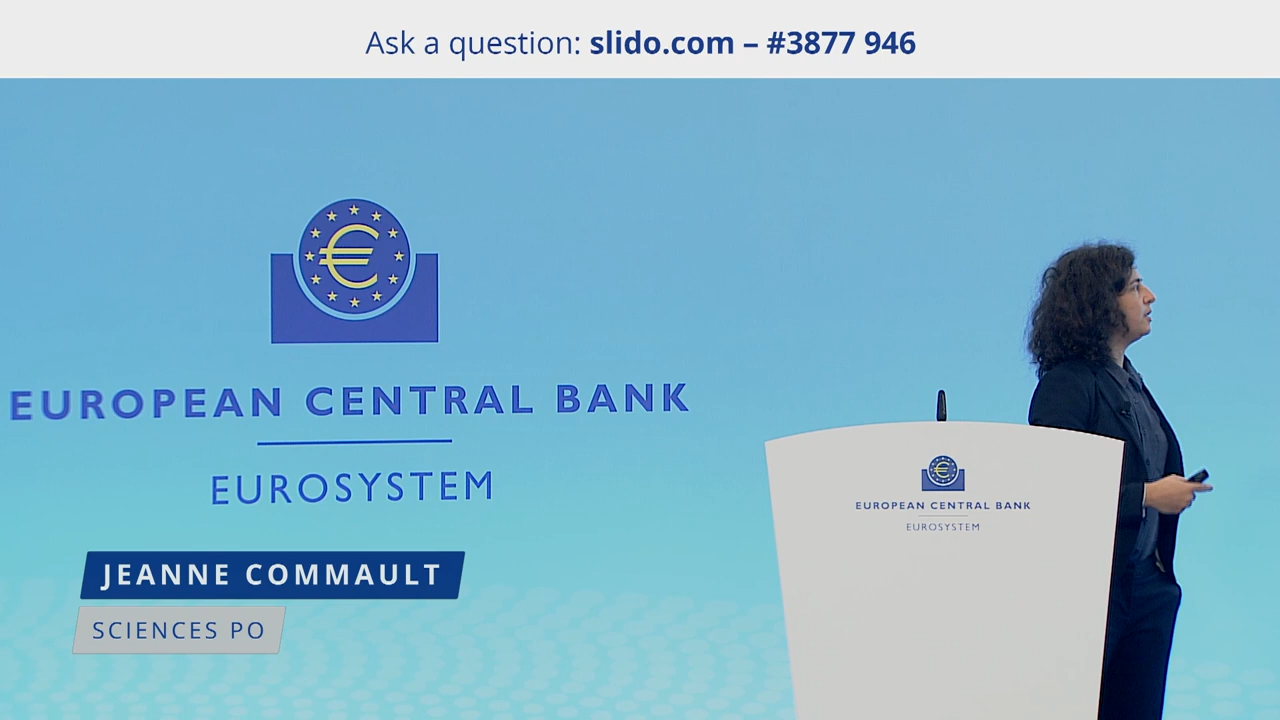 Ask a question: slido.com – #3877 946
EUROPEAN CENTRAL BANK
EUROSYSTEM
EUROPEAN CENTRAL BANK
EUROSYSTEM
JEANNE COMMAULT
SCIENCES PO